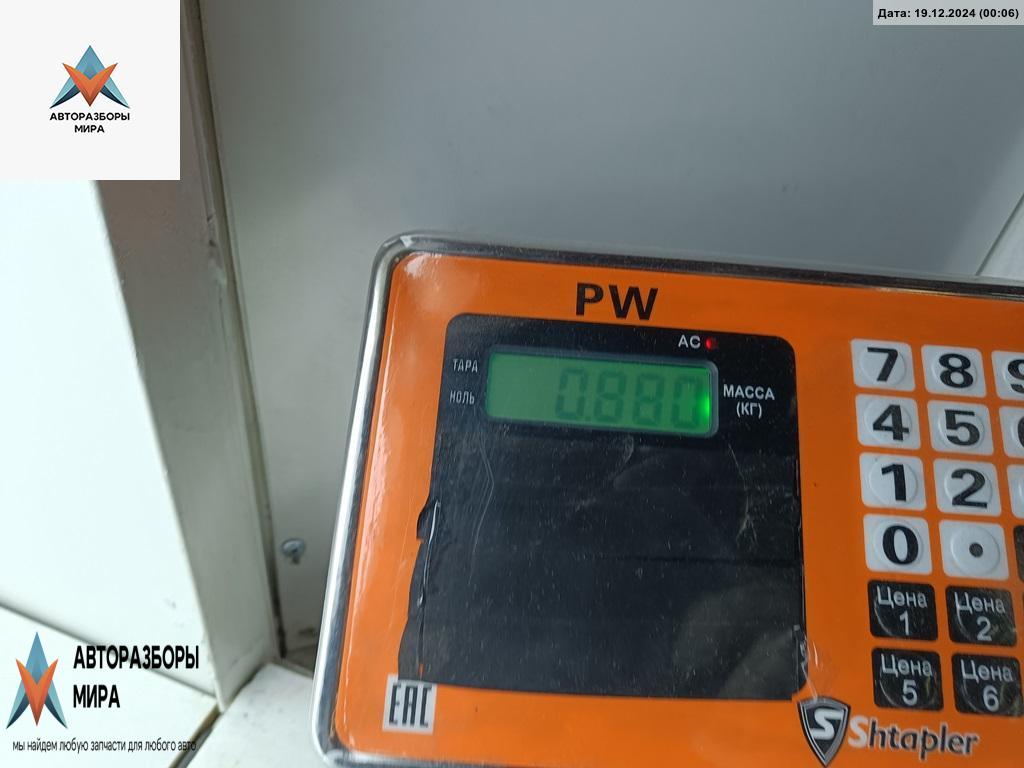 Дата: 19.12.2024 (00:06)
АВТОРАЗБОРЫ
МИРА
PW
AC
ТАРА
НОЛЬ
0.880
МАССА
(КГ)
7 8 9
4 5 6
1 2
0 .
Цена 1
Цена 2
Цена 5
Цена 6
EAC
S Shtapler
АВТОРАЗБОРЫ
МИРА
мы найдем любую запчасти для любого авто